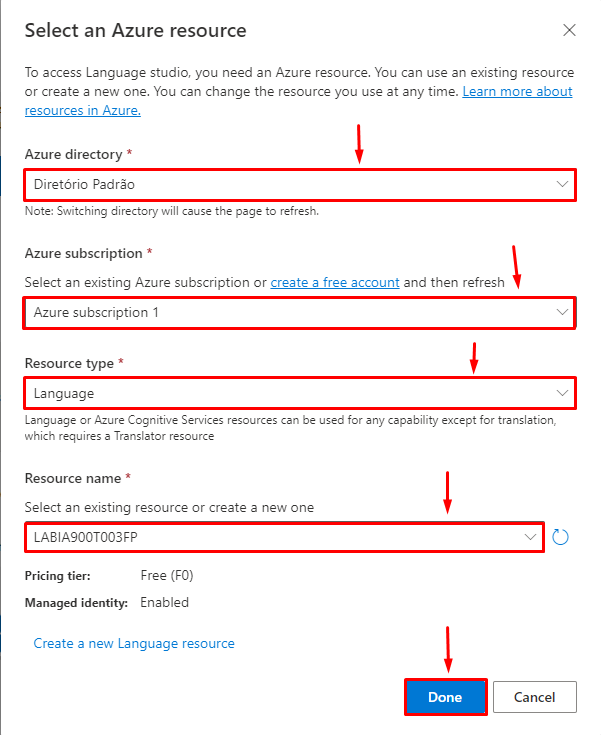 Select an Azure resource
To access Language studio, you need an Azure resource. You can use an existing resource
or create a new one. You can change the resource you use at any time. Learn more about
resources in Azure.
Azure directory *
Diretório Padrão
Note: Switching directory will cause the page to refresh.
Azure subscription *
Select an existing Azure subscription or create a free account and then refresh
Azure subscription 1
Resource type *
Language
Language or Azure Cognitive Services resources can be used for any capability except for translation,
which requires a Translator resource
Resource name *
Select an existing resource or create a new one
LABIA900T003FP
Pricing tier: Free (F0)
Managed identity: Enabled
Create a new Language resource
Done Cancel